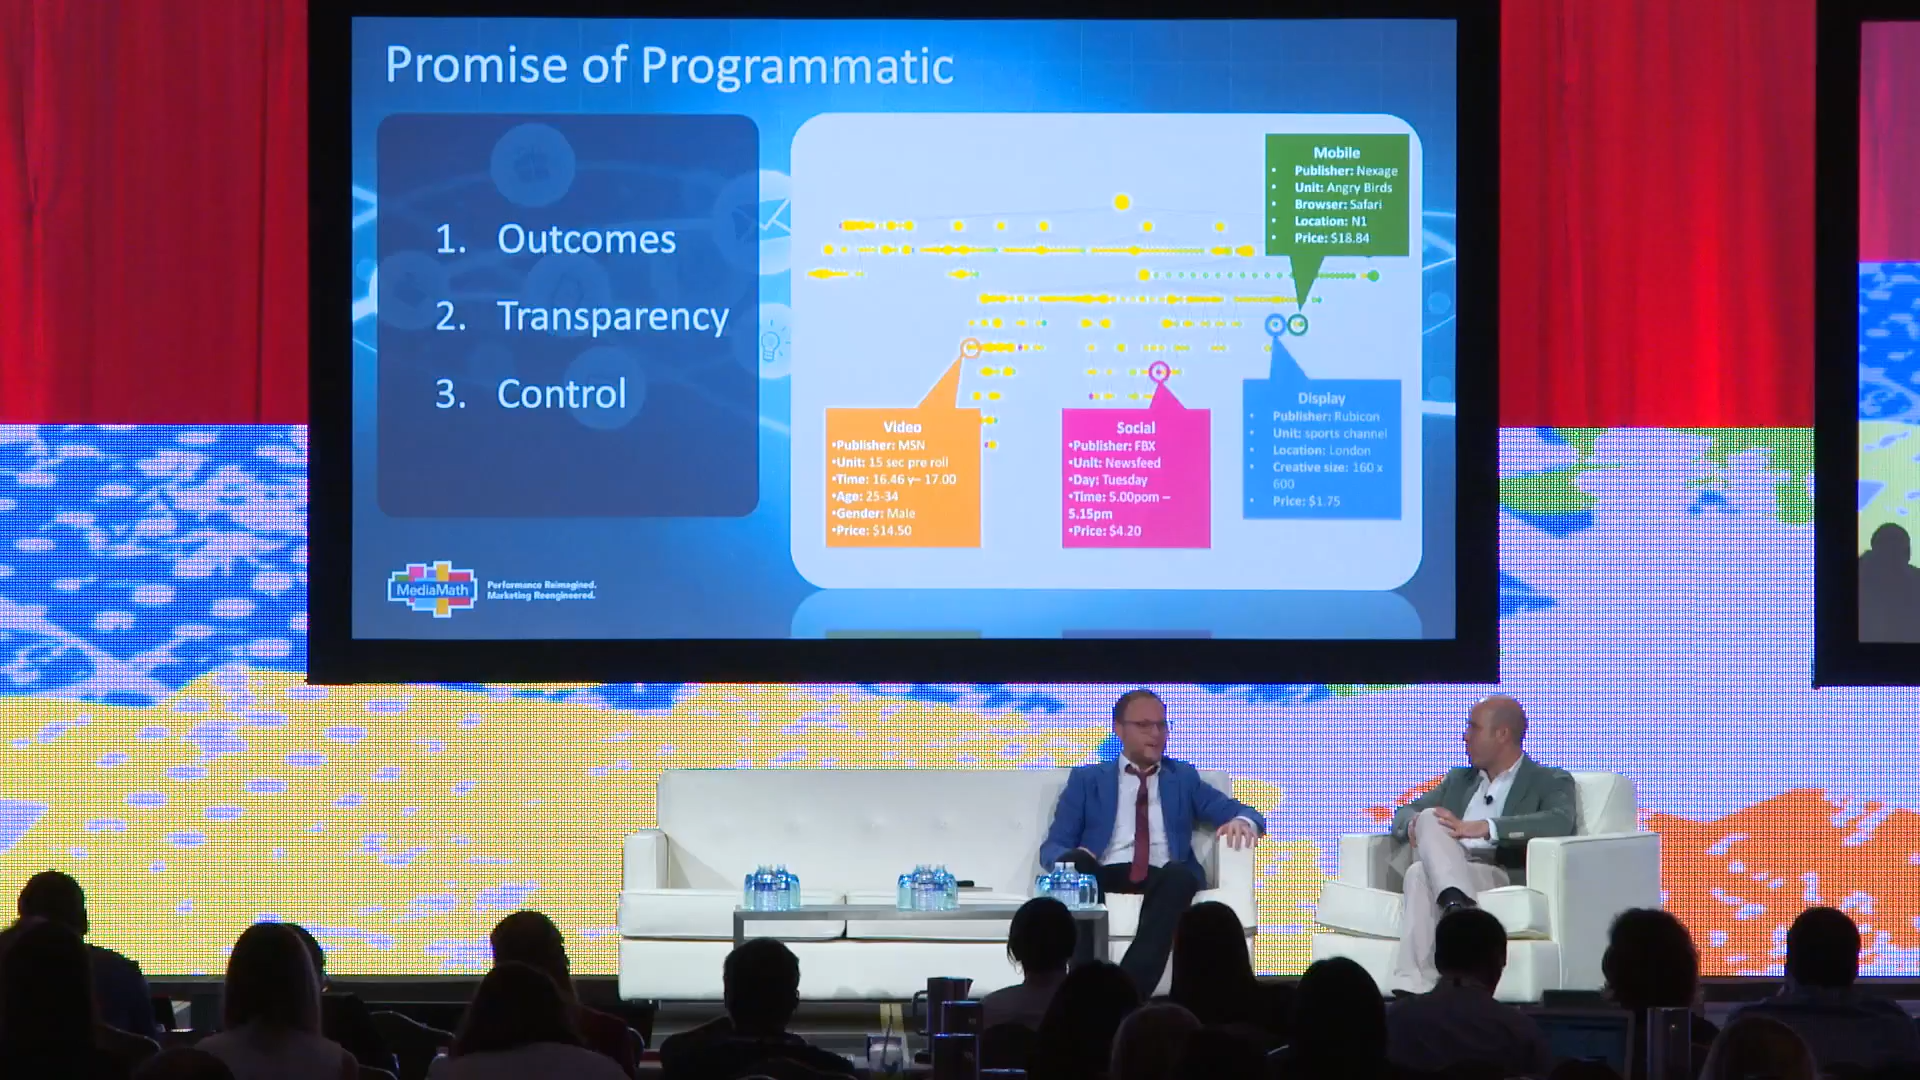 Promise of Programmatic
1. Outcomes
2. Transparency
3. Control
Mobile
• Publisher: Nexage
• Unit: Angry Birds
• Browser: Safari
• Location: N1
• Price: $18.84
Video
•Publisher: MSN
•Unit: 15 sec pre roll
•Time: 16.46 y– 17.00
•Age: 25-34
•Gender: Male
•Price: $14.50
Social
•Publisher: FBX
•Unit: Newsfeed
•Day: Tuesday
•Time: 5.00pom –
5.15pm
•Price: $4.20
Display
• Publisher: Rubicon
• Unit: sports channel
• Location: London
• Creative size: 160 x
600
• Price: $1.75
MediaMath
Performance Reimagined.
Marketing Reengineered.